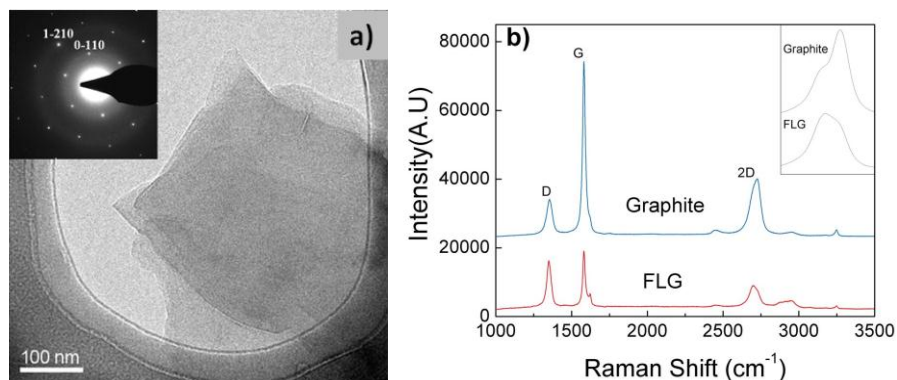 1-210
0-110
a)
100 nm
b)
Intensity(A.U)
80000
60000
40000
20000
0
G
D
2D
Graphite
FLG
Graphite
FLG
1000 1500 2000 2500 3000 3500
Raman Shift (cm⁻¹)